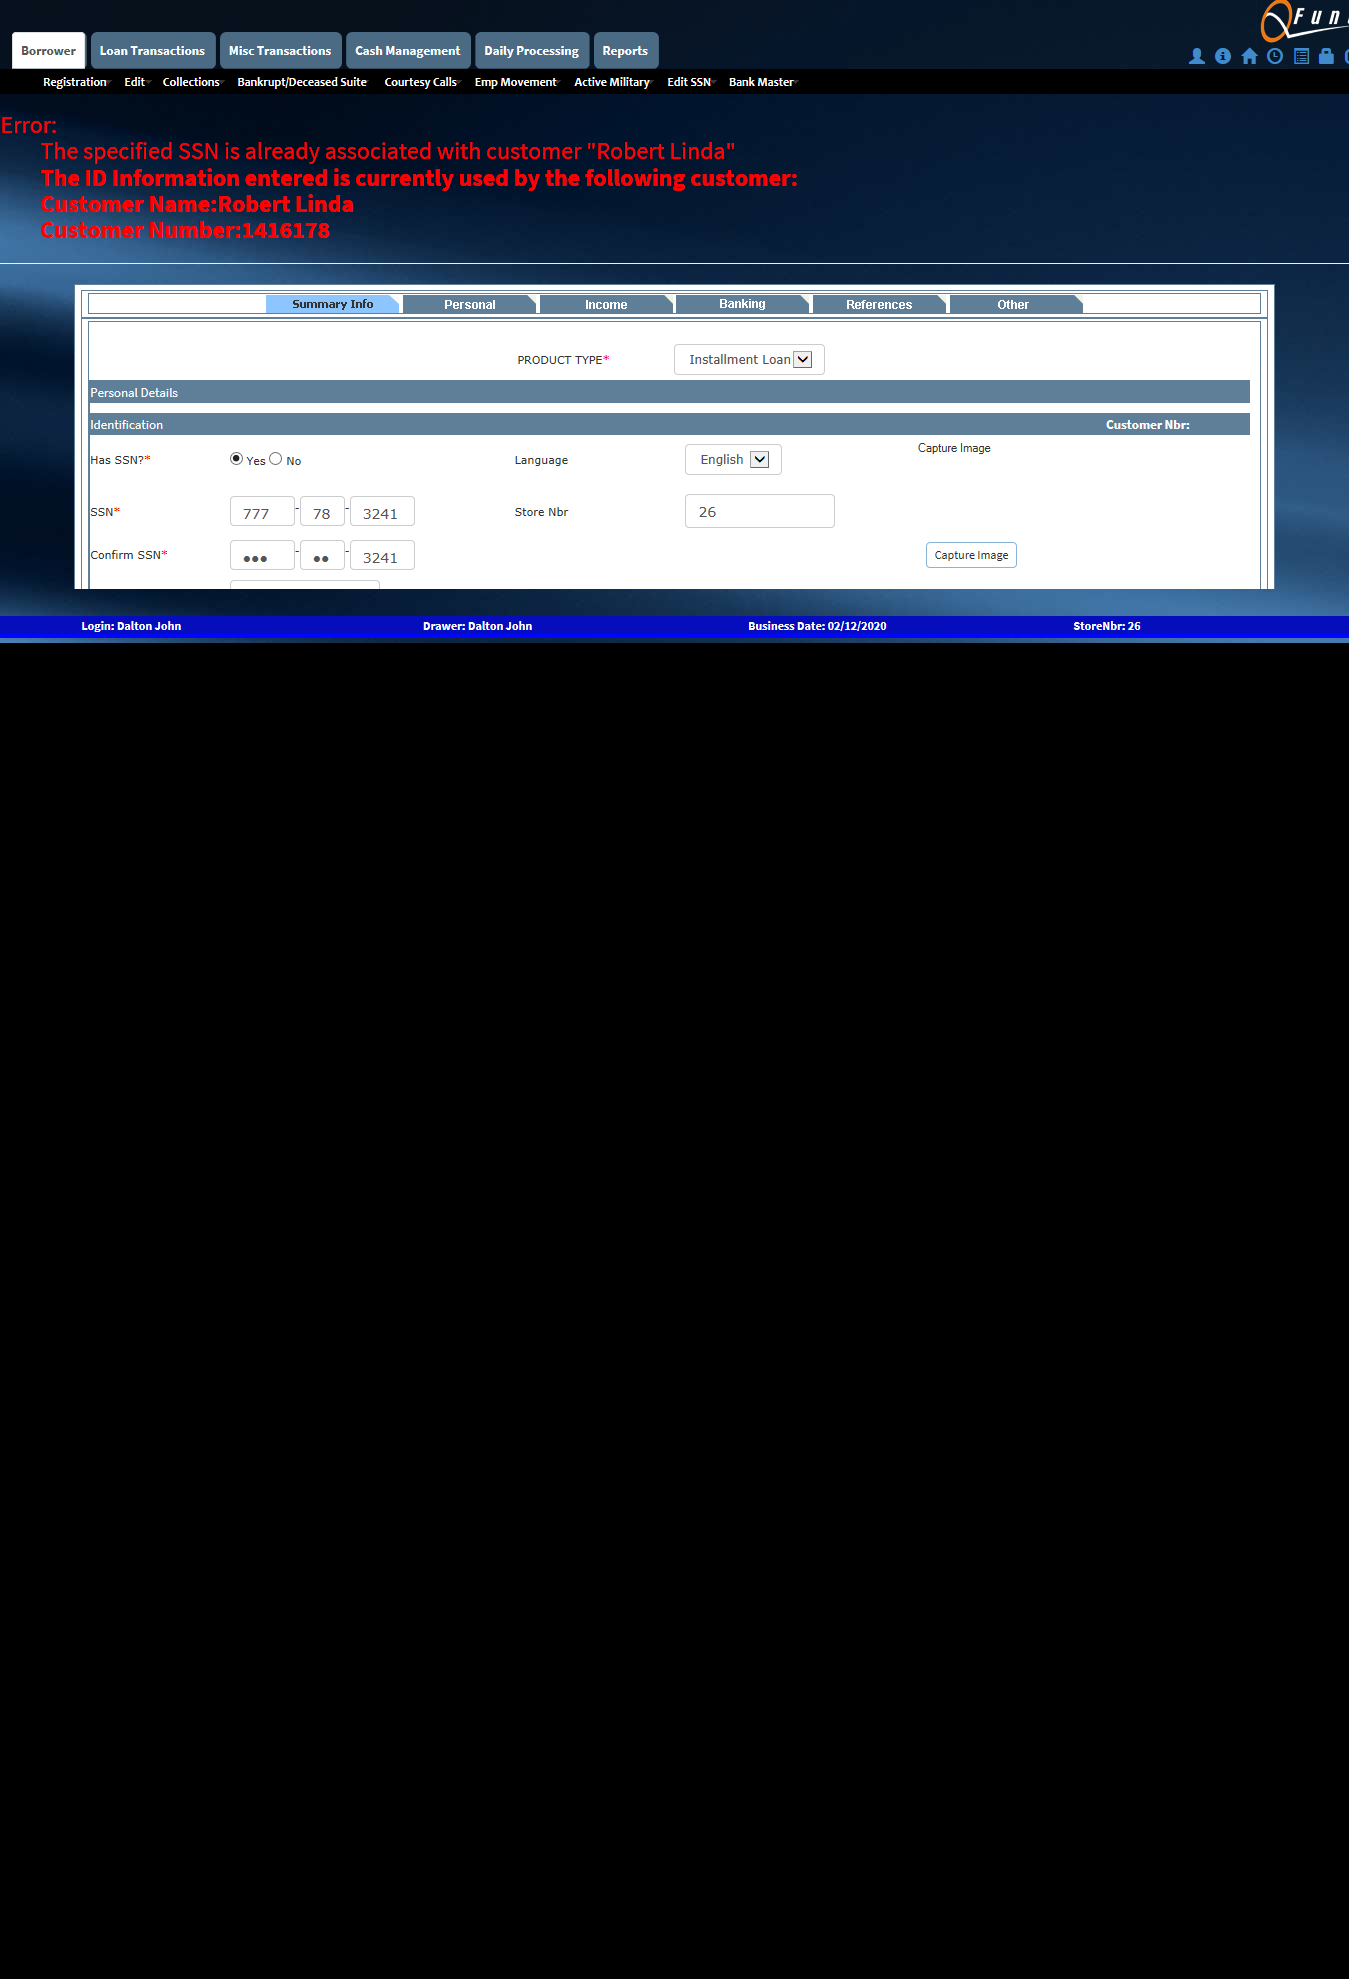 Fun
Borrower Loan Transactions Misc Transactions Cash Management Daily Processing Reports
Registration Edit Collections Bankrupt/Deceased Suite Courtesy Calls Emp Movement Active Military Edit SSN Bank Master
Error:
The specified SSN is already associated with customer "Robert Linda"
The ID Information entered is currently used by the following customer:
Customer Name:Robert Linda
Customer Number:1416178
Summary Info Personal Income Banking References Other
PRODUCT TYPE* Installment Loan
Personal Details
Identification Customer Nbr:
Has SSN?* Yes No Language English Capture Image
SSN* 777 - 78 - 3241 Store Nbr 26
Confirm SSN* ••• - •• - 3241 Capture Image
Login: Dalton John Drawer: Dalton John Business Date: 02/12/2020 StoreNbr: 26